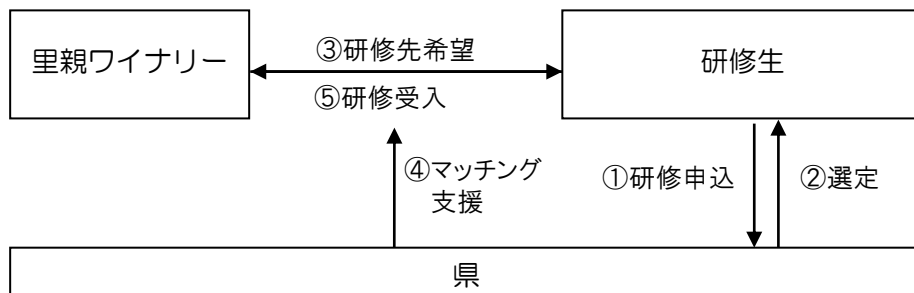 里親ワイナリー
③研修先希望
⑤研修受入
研修生
④マッチング
支援
①研修申込
②選定
県